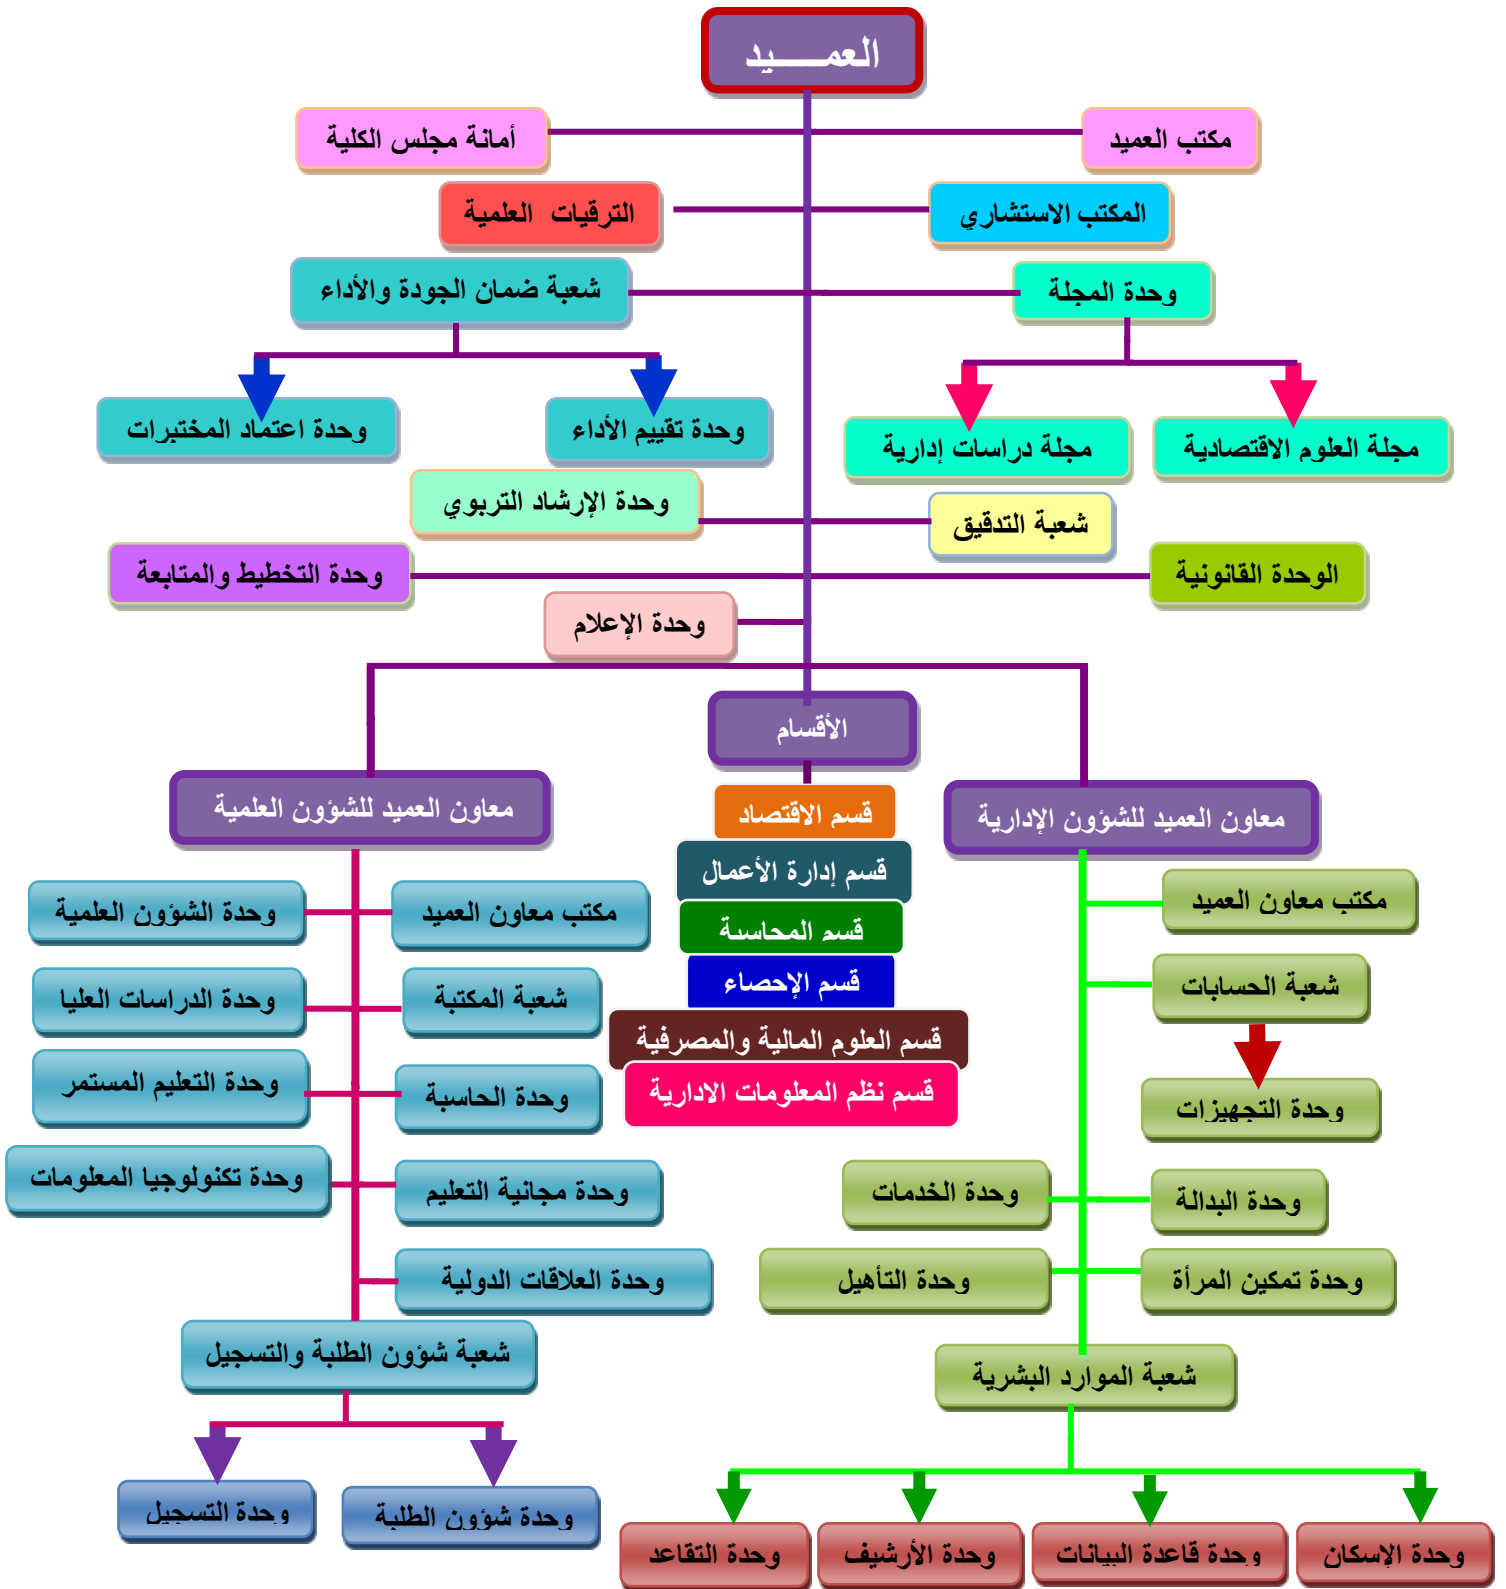 العمـــــيد
مكتب العميد
أمانة مجلس الكلية
المكتب الاستشاري
الترقيات العلمية
وحدة المجلة
شعبة ضمان الجودة والأداء
مجلة العلوم الاقتصادية
مجلة دراسات إدارية
وحدة تقييم الأداء
وحدة اعتماد المختبرات
شعبة التدقيق
وحدة الإرشاد التربوي
الوحدة القانونية
وحدة التخطيط والمتابعة
وحدة الإعلام
الأقسام
معاون العميد للشؤون الإدارية
معاون العميد للشؤون العلمية
قسم الاقتصاد
قسم إدارة الأعمال
قسم المحاسبة
قسم الإحصاء
قسم العلوم المالية والمصرفية
قسم نظم المعلومات الادارية
مكتب معاون العميد
شعبة الحسابات
وحدة التجهيزات
وحدة البدالة
وحدة الخدمات
وحدة تمكين المرأة
وحدة التأهيل
شعبة الموارد البشرية
وحدة الإسكان
وحدة قاعدة البيانات
وحدة الأرشيف
وحدة التقاعد
مكتب معاون العميد
وحدة الشؤون العلمية
شعبة المكتبة
وحدة الدراسات العليا
وحدة الحاسبة
وحدة التعليم المستمر
وحدة مجانية التعليم
وحدة تكنولوجيا المعلومات
وحدة العلاقات الدولية
شعبة شؤون الطلبة والتسجيل
وحدة شؤون الطلبة
وحدة التسجيل